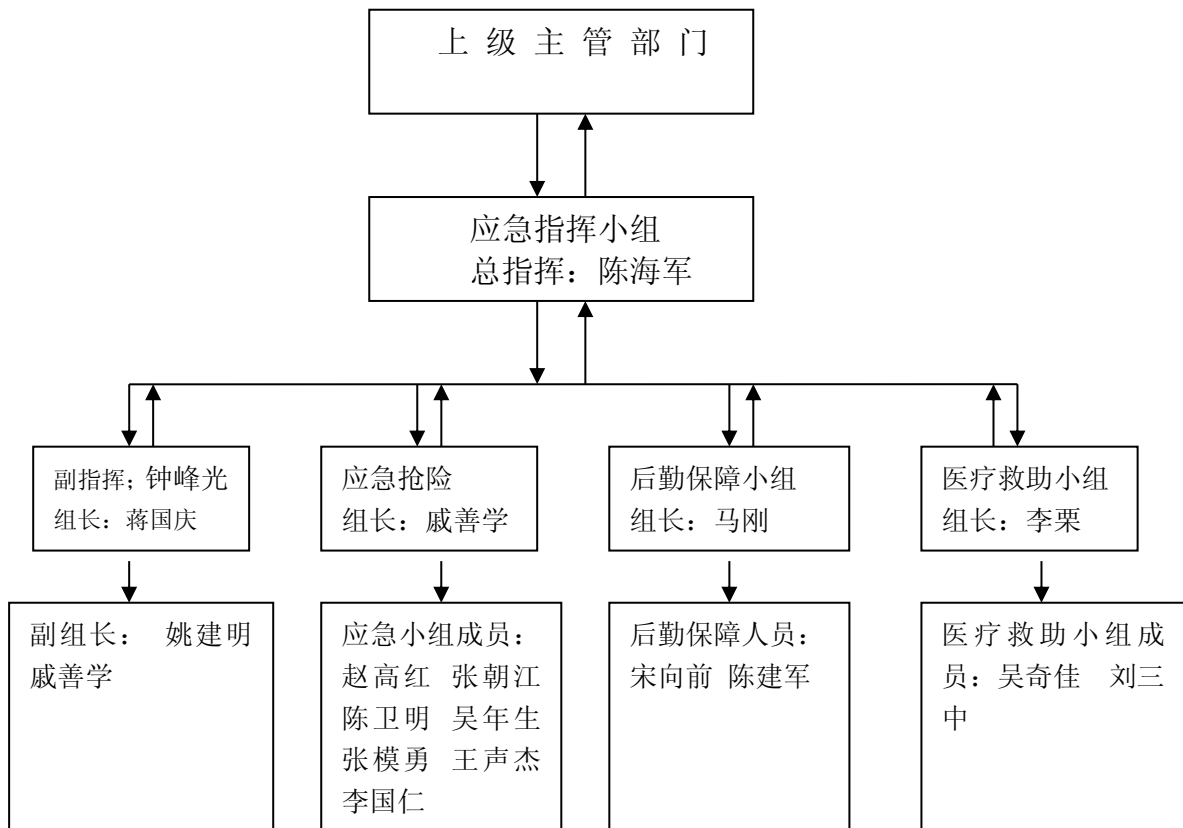 上 级 主 管 部 门
应急指挥小组
总指挥：陈海军
副指挥；钟峰光
组长：蒋国庆
应急抢险
组长：戚善学
后勤保障小组
组长：马刚
医疗救助小组
组长：李栗
副组长： 姚建明
戚善学
应急小组成员：
赵高红 张朝江
陈卫明 吴年生
张模勇 王声杰
李国仁
后勤保障人员：
宋向前 陈建军
医疗救助小组成
员：吴奇佳 刘三
中